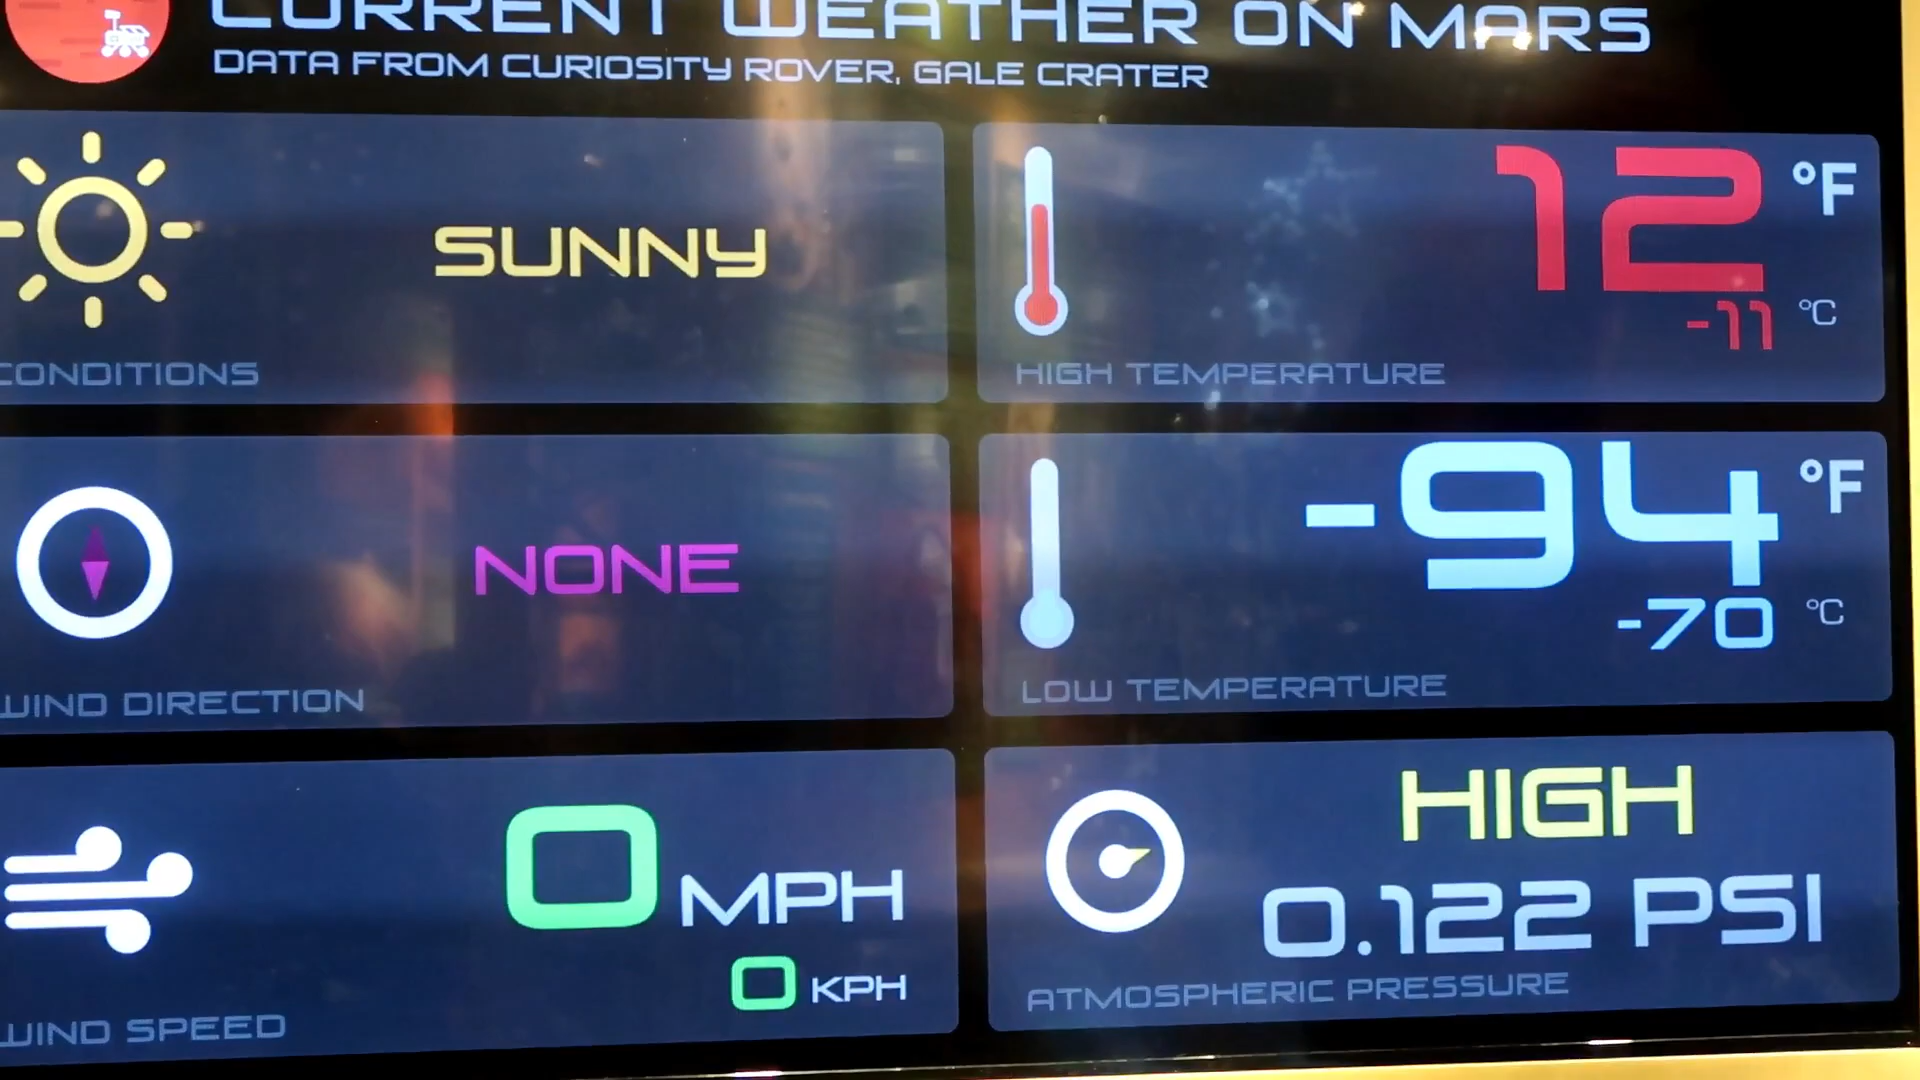 CURRENT WEATHER ON MARS
DATA FROM CURIOSITY ROVER, GALE CRATER
SUNNY
CONDITIONS
12 °F
-11 °C
HIGH TEMPERATURE
NONE
WIND DIRECTION
-94 °F
-70 °C
LOW TEMPERATURE
0 MPH
0 KPH
WIND SPEED
HIGH
0.122 PSI
ATMOSPHERIC PRESSURE